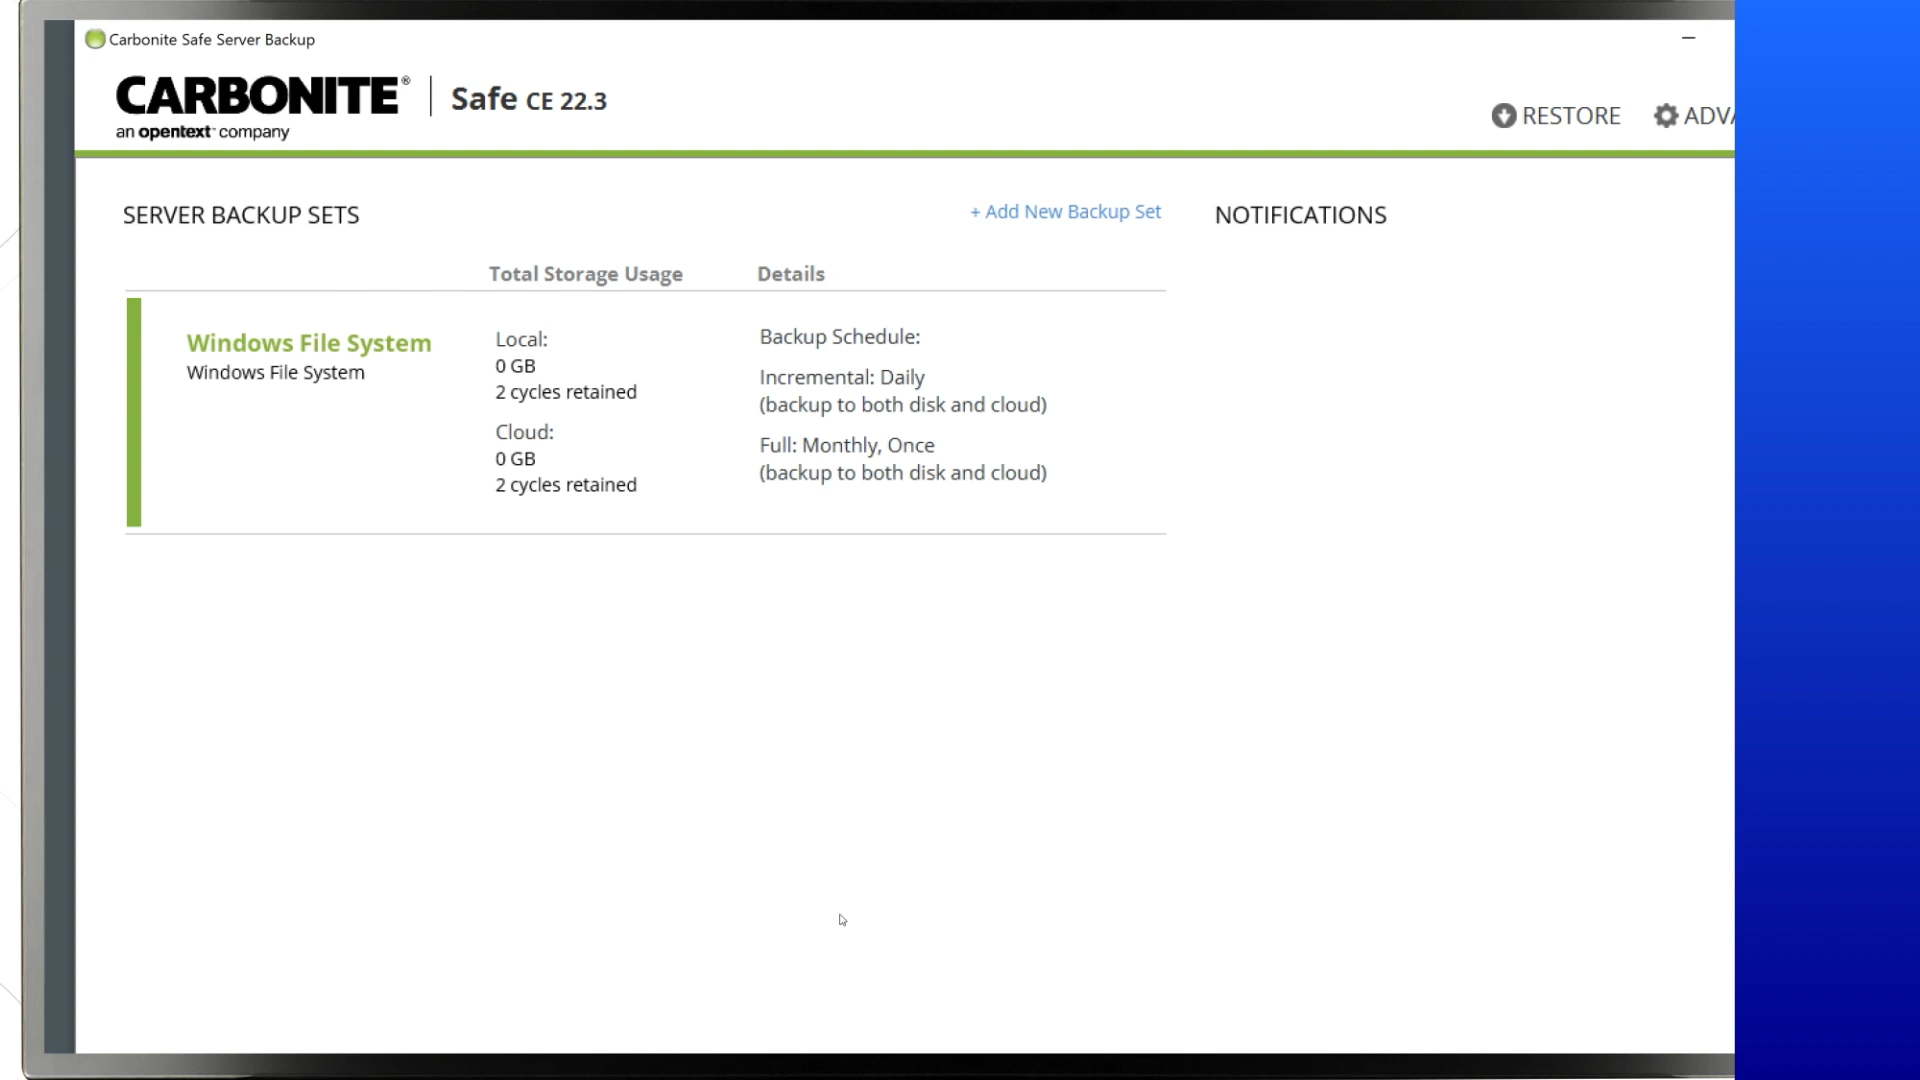 Carbonite Safe Server Backup
CARBONITE® | Safe CE 22.3
an opentext™ company
RESTORE
ADVA
SERVER BACKUP SETS
+ Add New Backup Set
NOTIFICATIONS
Total Storage Usage
Details
Windows File System
Windows File System
Local:
0 GB
2 cycles retained
Cloud:
0 GB
2 cycles retained
Backup Schedule:
Incremental: Daily
(backup to both disk and cloud)
Full: Monthly, Once
(backup to both disk and cloud)